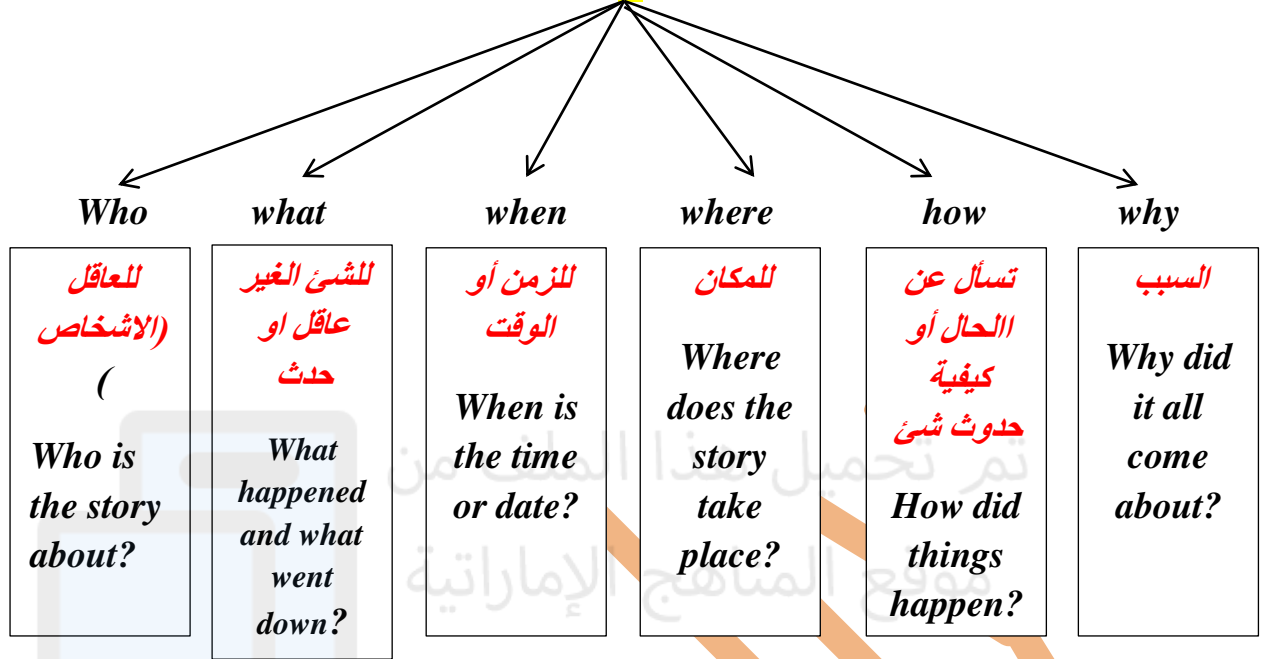 Who
what
when
where
how
why
للعاقل
(الاشخاص
)
Who is
the story
about?
للشئ الغير
عاقل او
حدث
What
happened
and what
went
down?
للزمن أو
الوقت
When is
the time
or date?
للمكان
Where
does the
story
take
place?
تسأل عن
االحال أو
كيفية
حدوث شئ
How did
things
happen?
السبب
Why did
it all
come
about?
تم تحميل هذا الملف من
موقع المناهج الإماراتية